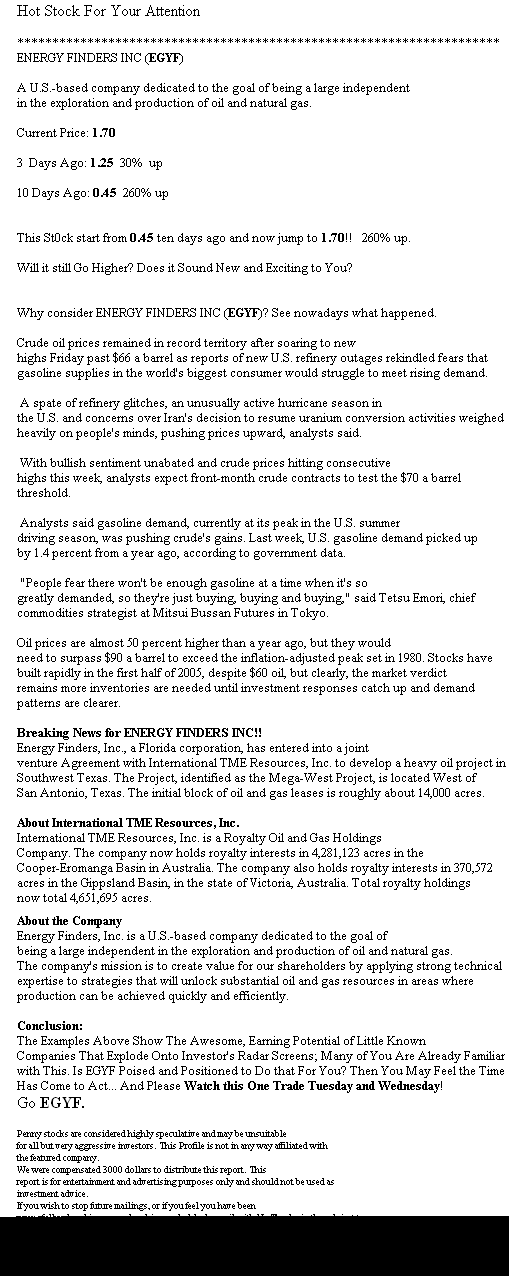 Hot Stock For Your Attention
*********************************************************************
ENERGY FINDERS INC (EGYF)
A U.S.-based company dedicated to the goal of being a large independent
in the exploration and production of oil and natural gas.
Current Price: 1.70
3 Days Ago: 1.25 30% up
10 Days Ago: 0.45 260% up
This St0ck start from 0.45 ten days ago and now jump to 1.70!! 260% up.
Will it still Go Higher? Does it Sound New and Exciting to You?
Why consider ENERGY FINDERS INC (EGYF)? See nowadays what happened.
Crude oil prices remained in record territory after soaring to new
highs Friday past $66 a barrel as reports of new U.S. refinery outages rekindled fears that
gasoline supplies in the world's biggest consumer would struggle to meet rising demand.
A spate of refinery glitches, an unusually active hurricane season in
the U.S. and concerns over Iran's decision to resume uranium conversion activities weighed
heavily on people's minds, pushing prices upward, analysts said.
With bullish sentiment unabated and crude prices hitting consecutive
highs this week, analysts expect front-month crude contracts to test the $70 a barrel
threshold.
Analysts said gasoline demand, currently at its peak in the U.S. summer
driving season, was pushing crude's gains. Last week, U.S. gasoline demand picked up
by 1.4 percent from a year ago, according to government data.
"People fear there won't be enough gasoline at a time when it's so
greatly demanded, so they're just buying, buying and buying," said Tetsu Emori, chief
commodities strategist at Mitsui Bussan Futures in Tokyo.
Oil prices are almost 50 percent higher than a year ago, but they would
need to surpass $90 a barrel to exceed the inflation-adjusted peak set in 1980. Stocks have
built rapidly in the first half of 2005, despite $60 oil, but clearly, the market verdict
remains more inventories are needed until investment responses catch up and demand
patterns are clearer.
Breaking News for ENERGY FINDERS INC!!
Energy Finders, Inc., a Florida corporation, has entered into a joint
venture Agreement with International TME Resources, Inc. to develop a heavy oil project in
Southwest Texas. The Project, identified as the Mega-West Project, is located West of
San Antonio, Texas. The initial block of oil and gas leases is roughly about 14,000 acres.
About International TME Resources, Inc.
International TME Resources, Inc. is a Royalty Oil and Gas Holdings
Company. The company now holds royalty interests in 4,281,123 acres in the
Cooper-Eromanga Basin in Australia. The company also holds royalty interests in 370,572
acres in the Gippsland Basin, in the state of Victoria, Australia. Total royalty holdings
now total 4,651,695 acres.
About the Company
Energy Finders, Inc. is a U.S.-based company dedicated to the goal of
being a large independent in the exploration and production of oil and natural gas.
The company's mission is to create value for our shareholders by applying strong technical
expertise to strategies that will unlock substantial oil and gas resources in areas where
production can be achieved quickly and efficiently.
Conclusion:
The Examples Above Show The Awesome, Earning Potential of Little Known
Companies That Explode Onto Investor's Radar Screens; Many of You Are Already Familiar
with This. Is EGYF Poised and Positioned to Do that For You? Then You May Feel the Time
Has Come to Act... And Please Watch this One Trade Tuesday and Wednesday!
Go EGYF.
Penny stocks are considered highly speculative and may be unsuitable
for all but very aggressive investors. This Profile is not in any way affiliated with
the featured company.
We were compensated 3000 dollars to distribute this report. This
report is for entertainment and advertising purposes only and should not be used as
investment advice.
If you wish to stop future mailings, or if you feel you have been